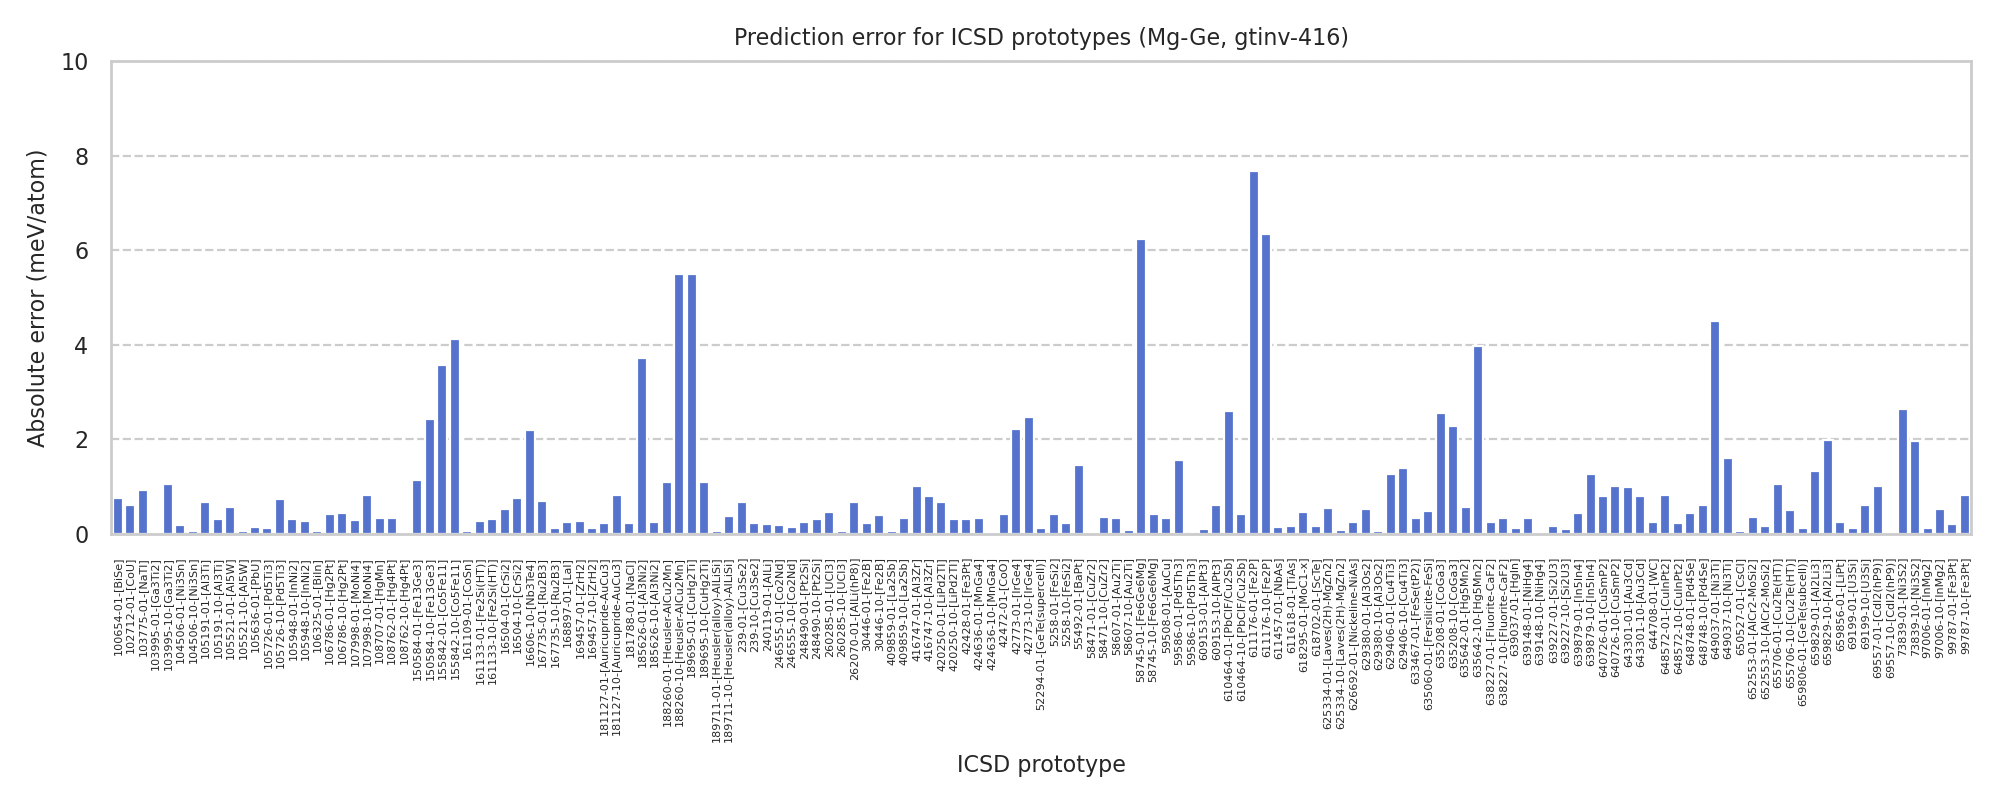 Prediction error for ICSD prototypes (Mg-Ge, gtinv-416)
Absolute error (meV/atom)
10
8
6
4
2
0
100654-01-[BiSe]
102712-01-[CoU]
103775-01-[NaTl]
103995-01-[Ga3Ti2]
103995-10-[Ga3Ti2]
104506-01-[Ni3Sn]
104506-10-[Ni3Sn]
105191-01-[Al3Ti]
105191-10-[Al3Ti]
105521-01-[Al5W]
105521-10-[Al5W]
105636-01-[PbU]
105726-01-[Pd5Ti3]
105726-10-[Pd5Ti3]
105948-01-[InNi2]
105948-10-[InNi2]
106325-01-[BiIn]
106786-01-[Hg2Pt]
106786-10-[Hg2Pt]
107998-01-[MoNi4]
107998-10-[MoNi4]
108707-01-[HgMn]
108762-01-[Hg4Pt]
108762-10-[Hg4Pt]
150584-01-[Fe13Ge3]
150584-10-[Fe13Ge3]
155842-01-[Co5Fe11]
155842-10-[Co5Fe11]
161109-01-[CoSn]
161133-01-[Fe2Si(HT)]
161133-10-[Fe2Si(HT)]
16504-01-[CrSi2]
16504-10-[CrSi2]
166006-10-[Nb3Te4]
167735-01-[Ru2B3]
167735-10-[Ru2B3]
168897-01-[LaI]
169457-01-[ZrH2]
169457-10-[ZrH2]
181127-01-[Auricupride-AuCu3]
181127-10-[Auricupride-AuCu3]
181788-01-[NaCl]
185626-01-[Al3Ni2]
185626-10-[Al3Ni2]
188260-01-[Heusler-AlCu2Mn]
188260-10-[Heusler-AlCu2Mn]
189695-01-[CuHg2Ti]
189695-10-[CuHg2Ti]
189711-01-[Heusler(alloy)-AlLiSi]
189711-10-[Heusler(alloy)-AlLiSi]
239-01-[Cu3Se2]
239-10-[Cu3Se2]
240119-01-[AlLi]
246555-01-[Co2Nd]
246555-10-[Co2Nd]
248490-01-[Pt2Si]
248490-10-[Pt2Si]
260285-01-[UCl3]
260285-10-[UCl3]
262070-01-[AlLi(hP8)]
30446-01-[Fe2B]
30446-10-[Fe2B]
409859-01-[La2Sb]
409859-10-[La2Sb]
416747-01-[Al3Zr]
416747-10-[Al3Zr]
420250-01-[LiPd2Tl]
420250-10-[LiPd2Tl]
42428-01-[FePt]
424636-01-[MnGa4]
424636-10-[MnGa4]
42472-01-[CoO]
42773-01-[IrGe4]
42773-10-[IrGe4]
52294-01-[GeTe(supercell)]
5258-01-[FeSi2]
5258-10-[FeSi2]
55492-01-[BaPt]
58471-01-[CuZr2]
58471-10-[CuZr2]
58607-01-[Au2Ti]
58607-10-[Au2Ti]
58745-01-[Fe6Ge6Mg]
58745-10-[Fe6Ge6Mg]
59508-01-[AuCu]
59586-01-[Pd5Th3]
59586-10-[Pd5Th3]
609153-01-[AlPt3]
609153-10-[AlPt3]
610464-01-[PbClF/Cu2Sb]
610464-10-[PbClF/Cu2Sb]
611176-01-[Fe2P]
611176-10-[Fe2P]
611457-01-[NbAs]
611618-01-[TiAs]
618295-01-[MoC1-x]
618702-01-[ScTe]
625334-01-[Laves(2H)-MgZn2]
625334-10-[Laves(2H)-MgZn2]
626692-01-[Nickeline-NiAs]
629380-01-[Al3Os2]
629380-10-[Al3Os2]
629406-01-[Cu4Ti3]
629406-10-[Cu4Ti3]
633467-01-[FeSe(tP2)]
635060-01-[Fersilicite-FeSi]
635208-01-[CoGa3]
635208-10-[CoGa3]
635642-01-[Hg5Mn2]
635642-10-[Hg5Mn2]
638227-01-[Fluorite-CaF2]
638227-10-[Fluorite-CaF2]
639037-01-[HgIn]
639148-01-[NiHg4]
639148-10-[NiHg4]
639227-01-[Si2U3]
639227-10-[Si2U3]
639879-01-[In5In4]
639879-10-[In5In4]
640726-01-[CuSmP2]
640726-10-[CuSmP2]
643301-01-[Au3Cd]
643301-10-[Au3Cd]
644708-01-[WC]
648572-01-[CuInPt2]
648572-10-[CuInPt2]
648748-01-[Pd4Se]
648748-10-[Pd4Se]
649037-01-[Ni3Ti]
649037-10-[Ni3Ti]
650527-01-[CsCl]
652553-01-[AlCr2-MoSi2]
652553-10-[AlCr2-MoSi2]
655706-01-[Cu2Te(HT)]
655706-10-[Cu2Te(HT)]
659806-01-[GeTe(subcell)]
659829-01-[Al2Li3]
659829-10-[Al2Li3]
659856-01-[LiPt]
69199-01-[U3Si]
69199-10-[U3Si]
69557-01-[CdI2(hP9)]
69557-10-[CdI2(hP9)]
73839-01-[Ni3S2]
73839-10-[Ni3S2]
97006-01-[InMg2]
97006-10-[InMg2]
99787-01-[Fe3Pt]
99787-10-[Fe3Pt]
ICSD prototype